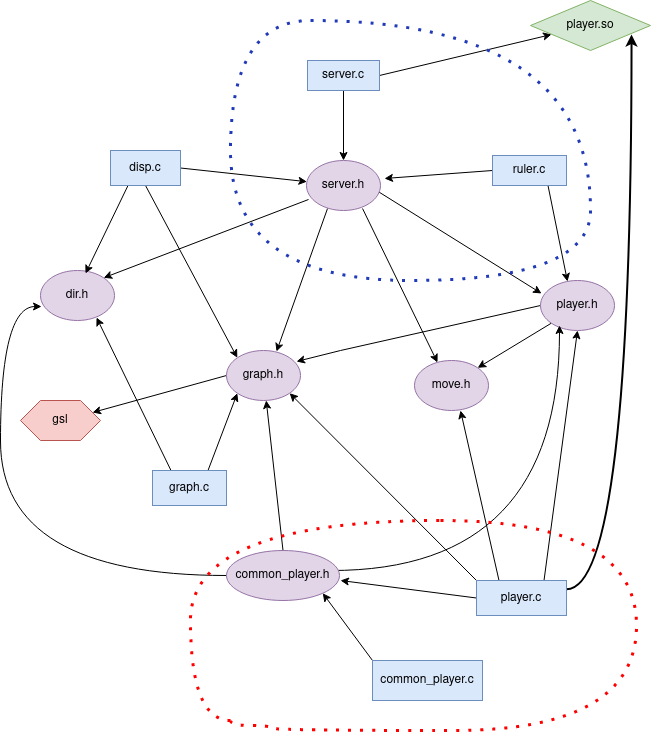 player.so
server.c
disp.c
ruler.c
server.h
dir.h
player.h
graph.h
move.h
gsl
graph.c
common_player.h
player.c
common_player.c